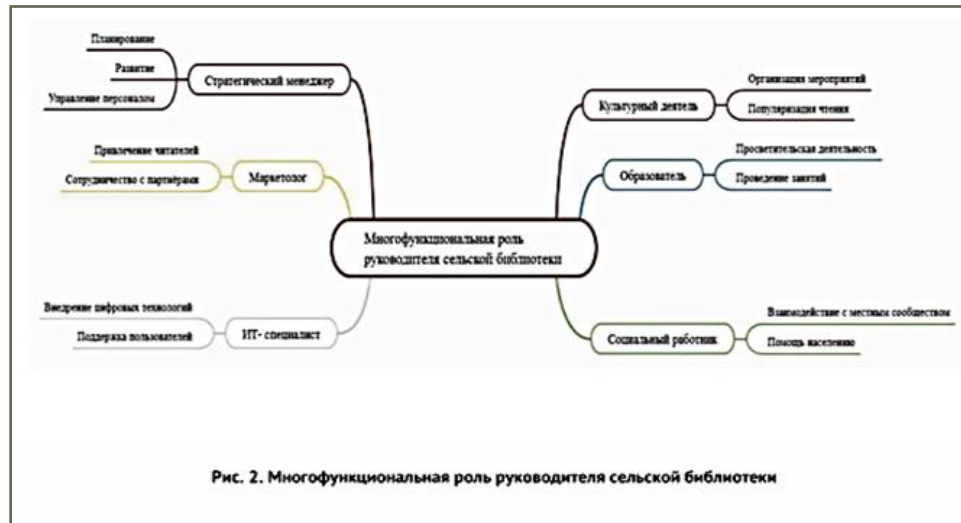 Планирование
Развитие
Управление персоналом
Стратегический менеджер
Привлечение читателей
Сотрудничество с партнёрами
Маркетолог
Внедрение цифровых технологий
Поддержка пользователей
ИТ- специалист
Многофункциональная роль
руководителя сельской библиотеки
Культурный деятель
Организация мероприятий
Популяризация чтения
Образователь
Просветительская деятельность
Проведение занятий
Социальный работник
Взаимодействие с местным сообществом
Помощь населению
Рис. 2. Многофункциональная роль руководителя сельской библиотеки